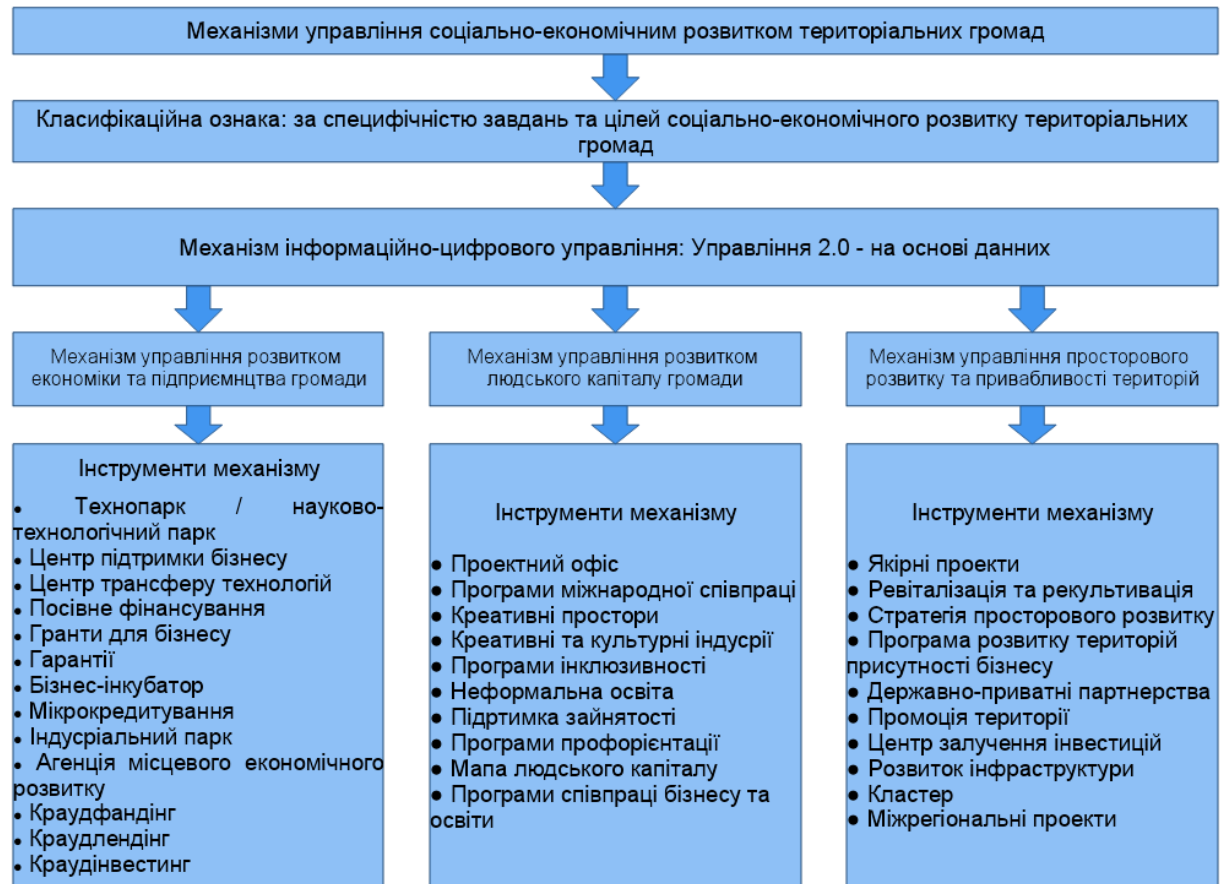 Механізми управління соціально-економічним розвитком територіальних громад
Класифікаційна ознака: за специфічністю завдань та цілей соціально-економічного розвитку територіальних
громад
Механізм інформаційно-цифрового управління: Управління 2.0 - на основі данних
Механізм управління розвитком
економіки та підприємнцтва громади
Механізм управління розвитком
людського капіталу громади
Механізм управління просторового
розвитку та привабливості територій
Інструменти механізму
• Технопарк / науково-
технологічний парк
• Центр підтримки бізнесу
• Центр трансферу технологій
• Посівне фінансування
• Гранти для бізнесу
• Гарантії
• Бізнес-інкубатор
• Мікрокредитування
• Індусріальний парк
• Агенція місцевого економічного
розвитку
• Краудфандінг
• Краудлендінг
• Краудінвестинг
Інструменти механізму
● Проектний офіс
● Програми міжнародної співпраці
● Креативні простори
● Креативні та культурні індусрії
● Програми інклюзивності
● Неформальна освіта
● Підртимка зайнятості
● Програми профорієнтації
● Мапа людського капіталу
● Програми співпраці бізнесу та
освіти
Інструменти механізму
● Якірні проекти
● Ревіталізація та рекультивація
● Стратегія просторового розвитку
● Програма розвитку територій
присутності бізнесу
● Державно-приватні партнерства
● Промоція території
● Центр залучення інвестицій
● Розвиток інфраструктури
● Кластер
● Міжрегіональні проекти